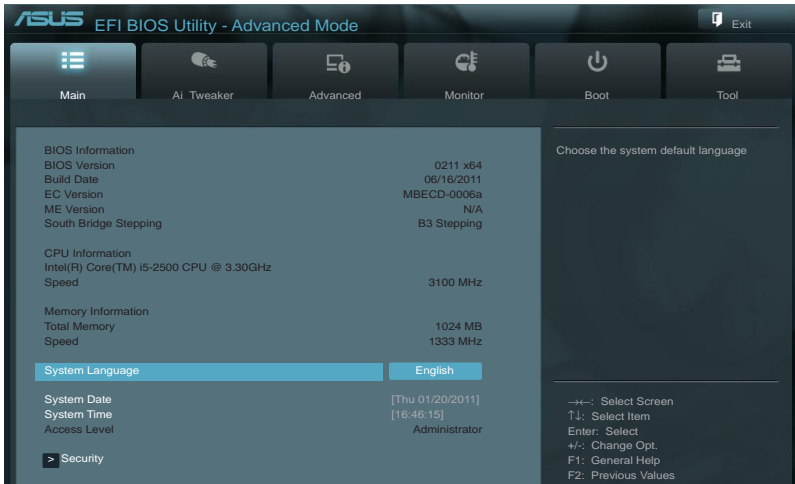 ASUS EFI BIOS Utility - Advanced Mode
Exit
Main Ai Tweaker Advanced Monitor Boot Tool
BIOS Information
BIOS Version 0211 x64
Build Date 06/16/2011
EC Version MBECD-0006a
ME Version N/A
South Bridge Stepping B3 Stepping
CPU Information
Intel(R) Core(TM) i5-2500 CPU @ 3.30GHz
Speed 3100 MHz
Memory Information
Total Memory 1024 MB
Speed 1333 MHz
System Language English
System Date [Thu 01/20/2011]
System Time [16:46:15]
Access Level Administrator
> Security
Choose the system default language
→←: Select Screen
↑↓: Select Item
Enter: Select
+/-: Change Opt.
F1: General Help
F2: Previous Values